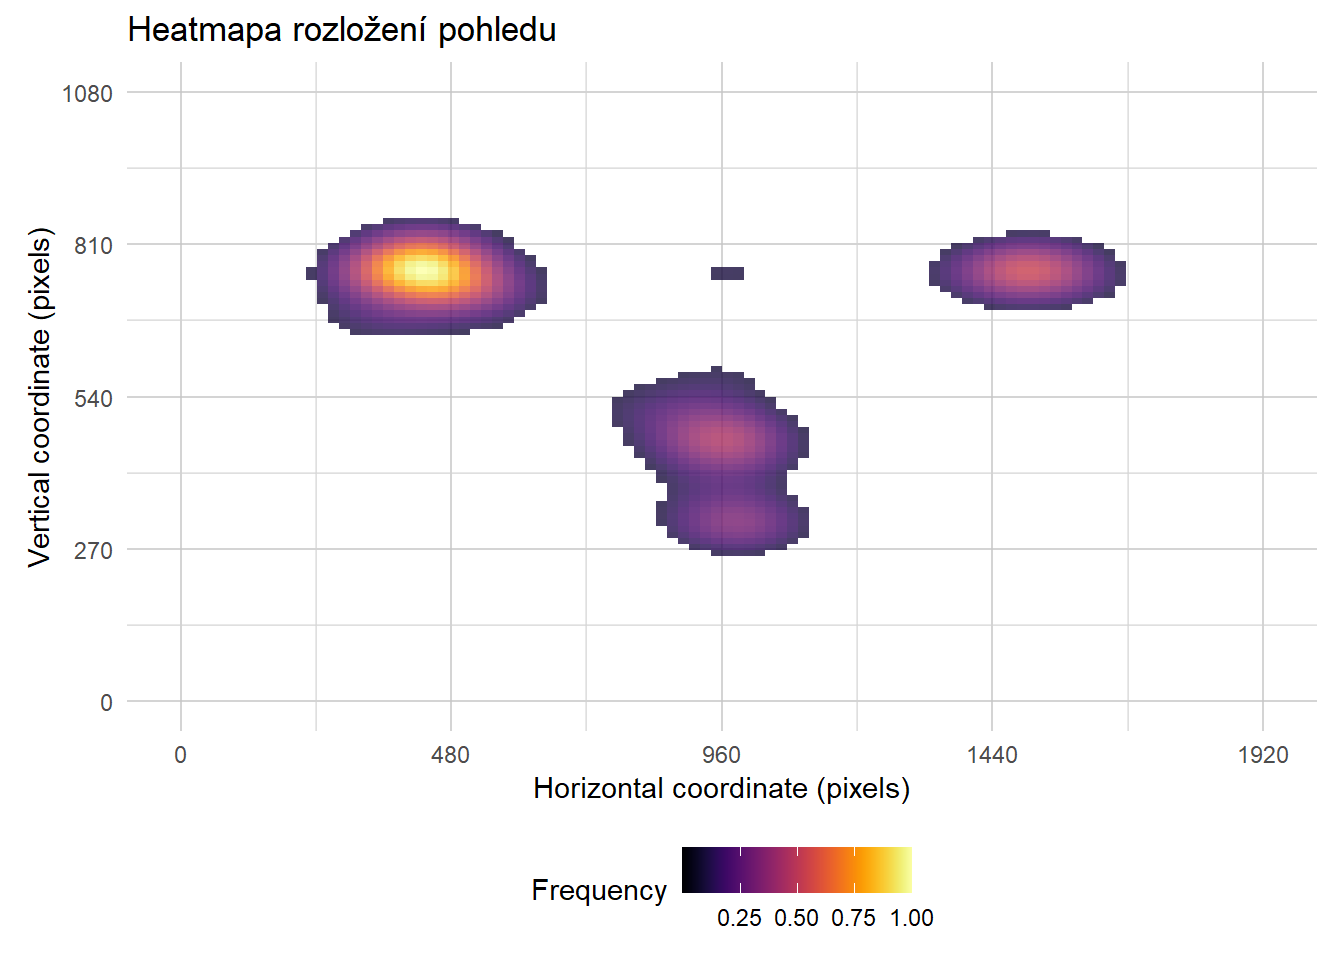 Heatmapa rozložení pohledu
1080
810
540
270
0
Vertical coordinate (pixels)
0 480 960 1440 1920
Horizontal coordinate (pixels)
Frequency
0.25 0.50 0.75 1.00